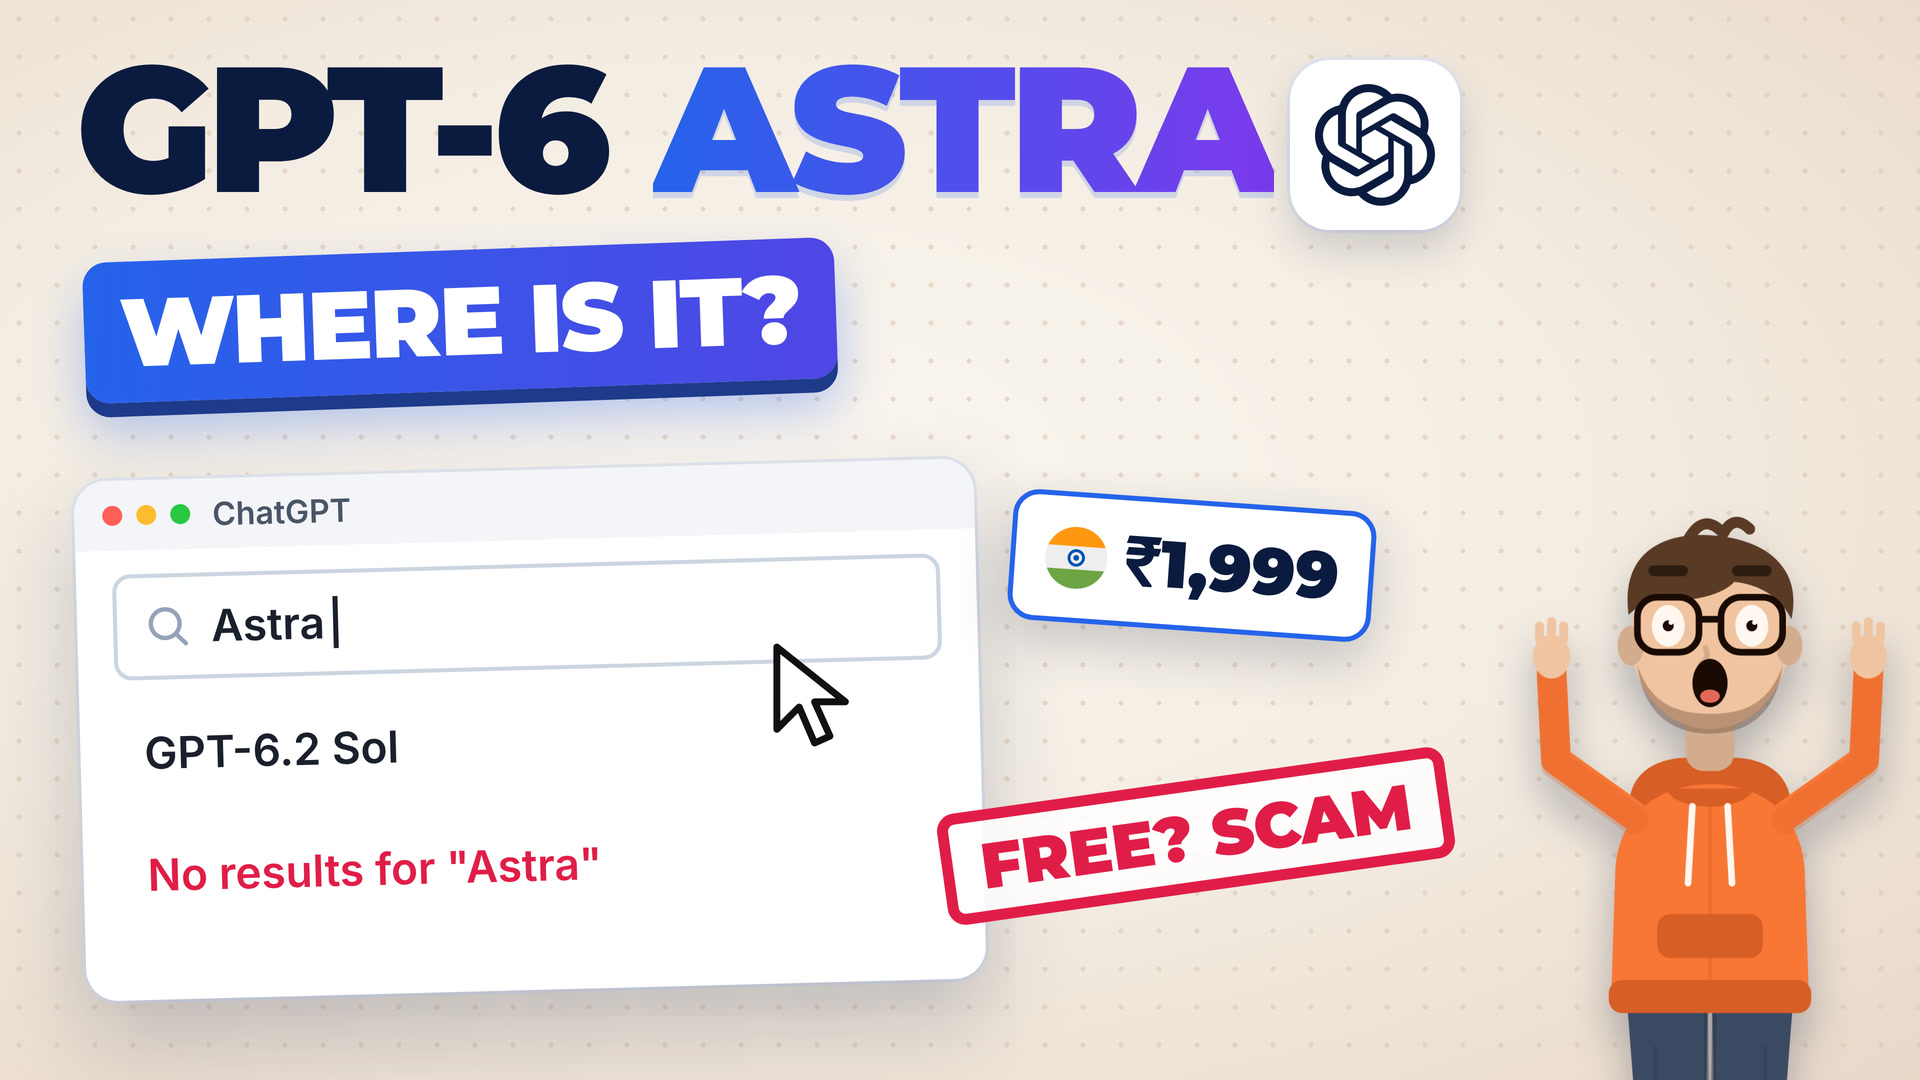 GPT-6 ASTRA
WHERE IS IT?
ChatGPT
Astra
GPT-6.2 Sol
No results for "Astra"
₹1,999
FREE? SCAM